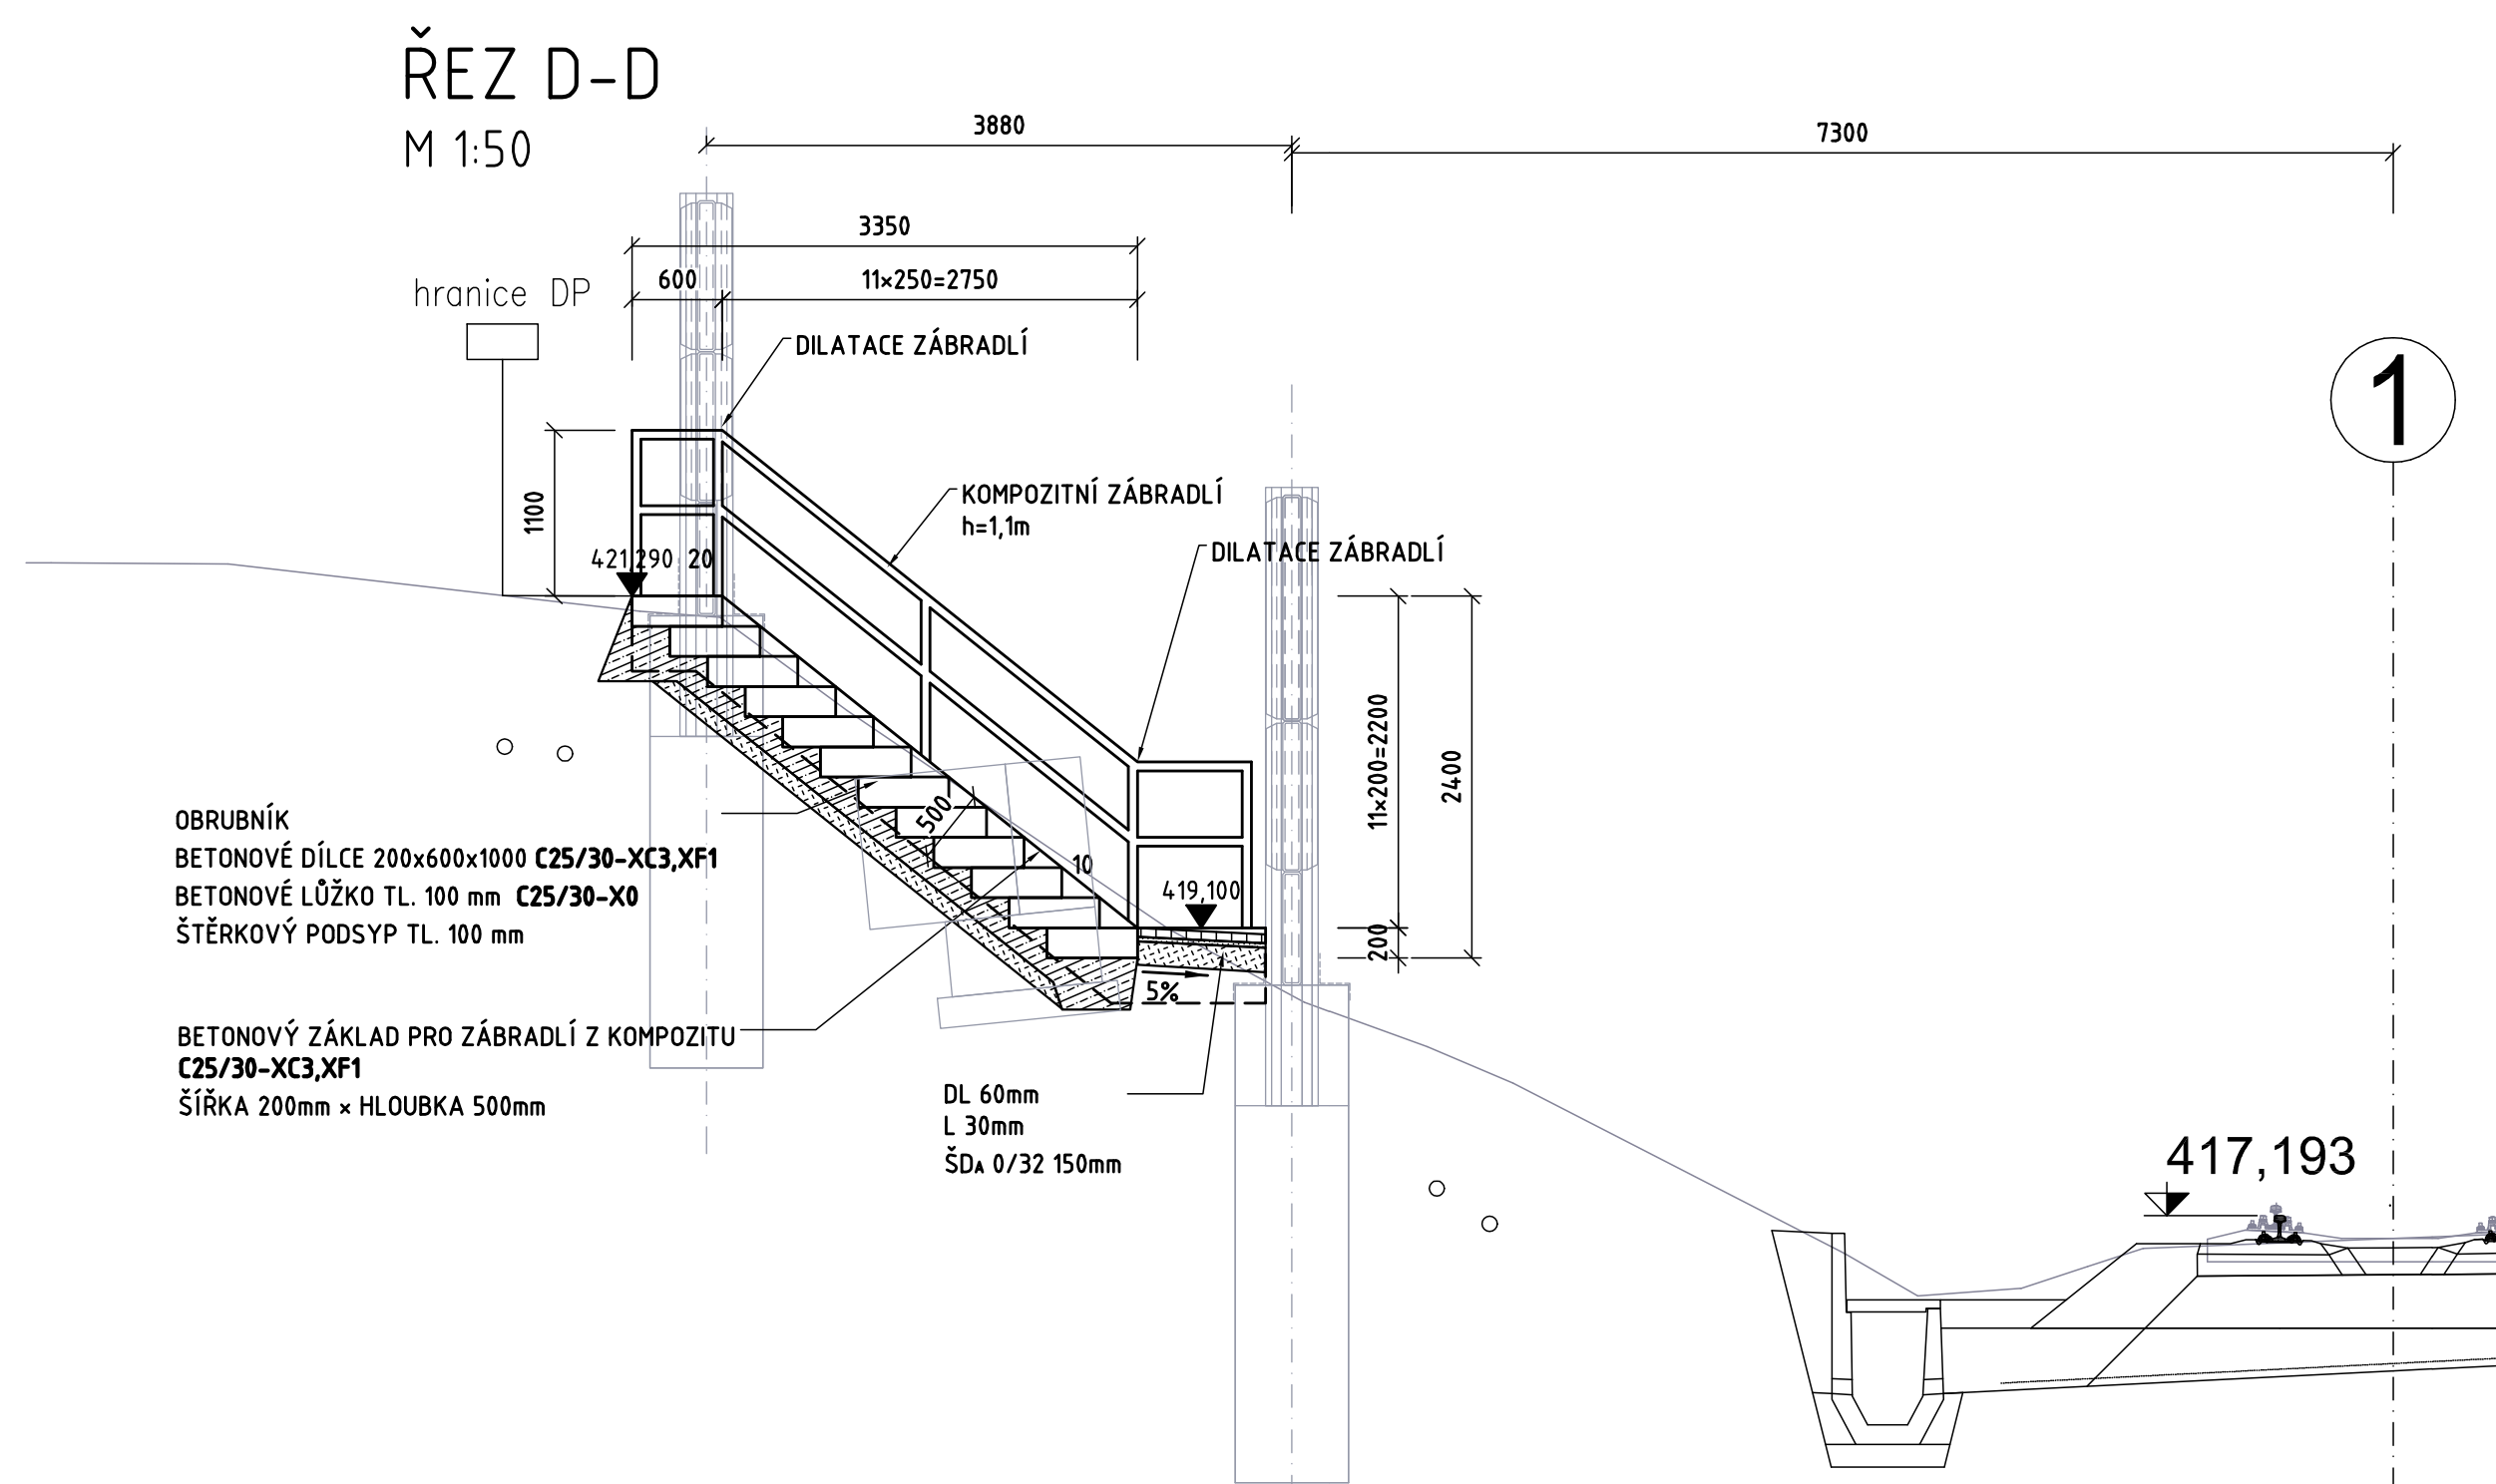 ŘEZ D-D
M 1:50
3880
7300
3350
600
11×250=2750
hranice DP
DILATACE ZÁBRADLÍ
1
KOMPOZITNÍ ZÁBRADLÍ
h=1,1m
1100
DILATACE ZÁBRADLÍ
421,290
20
11×200=2200
2400
500
OBRUBNÍK
BETONOVÉ DÍLCE 200x600x1000 C25/30-XC3,XF1
BETONOVÉ LŮŽKO TL. 100 mm C25/30-X0
ŠTĚRKOVÝ PODSYP TL. 100 mm
10
419,100
200
5%
BETONOVÝ ZÁKLAD PRO ZÁBRADLÍ Z KOMPOZITU
C25/30-XC3,XF1
ŠÍŘKA 200mm × HLOUBKA 500mm
DL 60mm
L 30mm
ŠDA 0/32 150mm
417,193